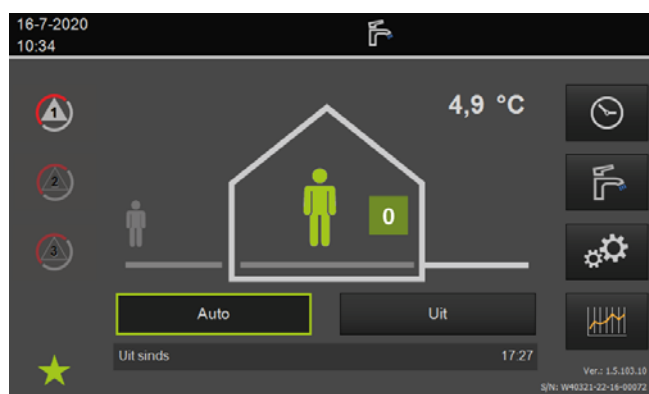 16-7-2020
10:34
4,9 °C
1
2
3
0
Auto
Uit
Uit sinds
17:27
Ver.: 1.5.103.10
S/N: W40321-22-16-00072